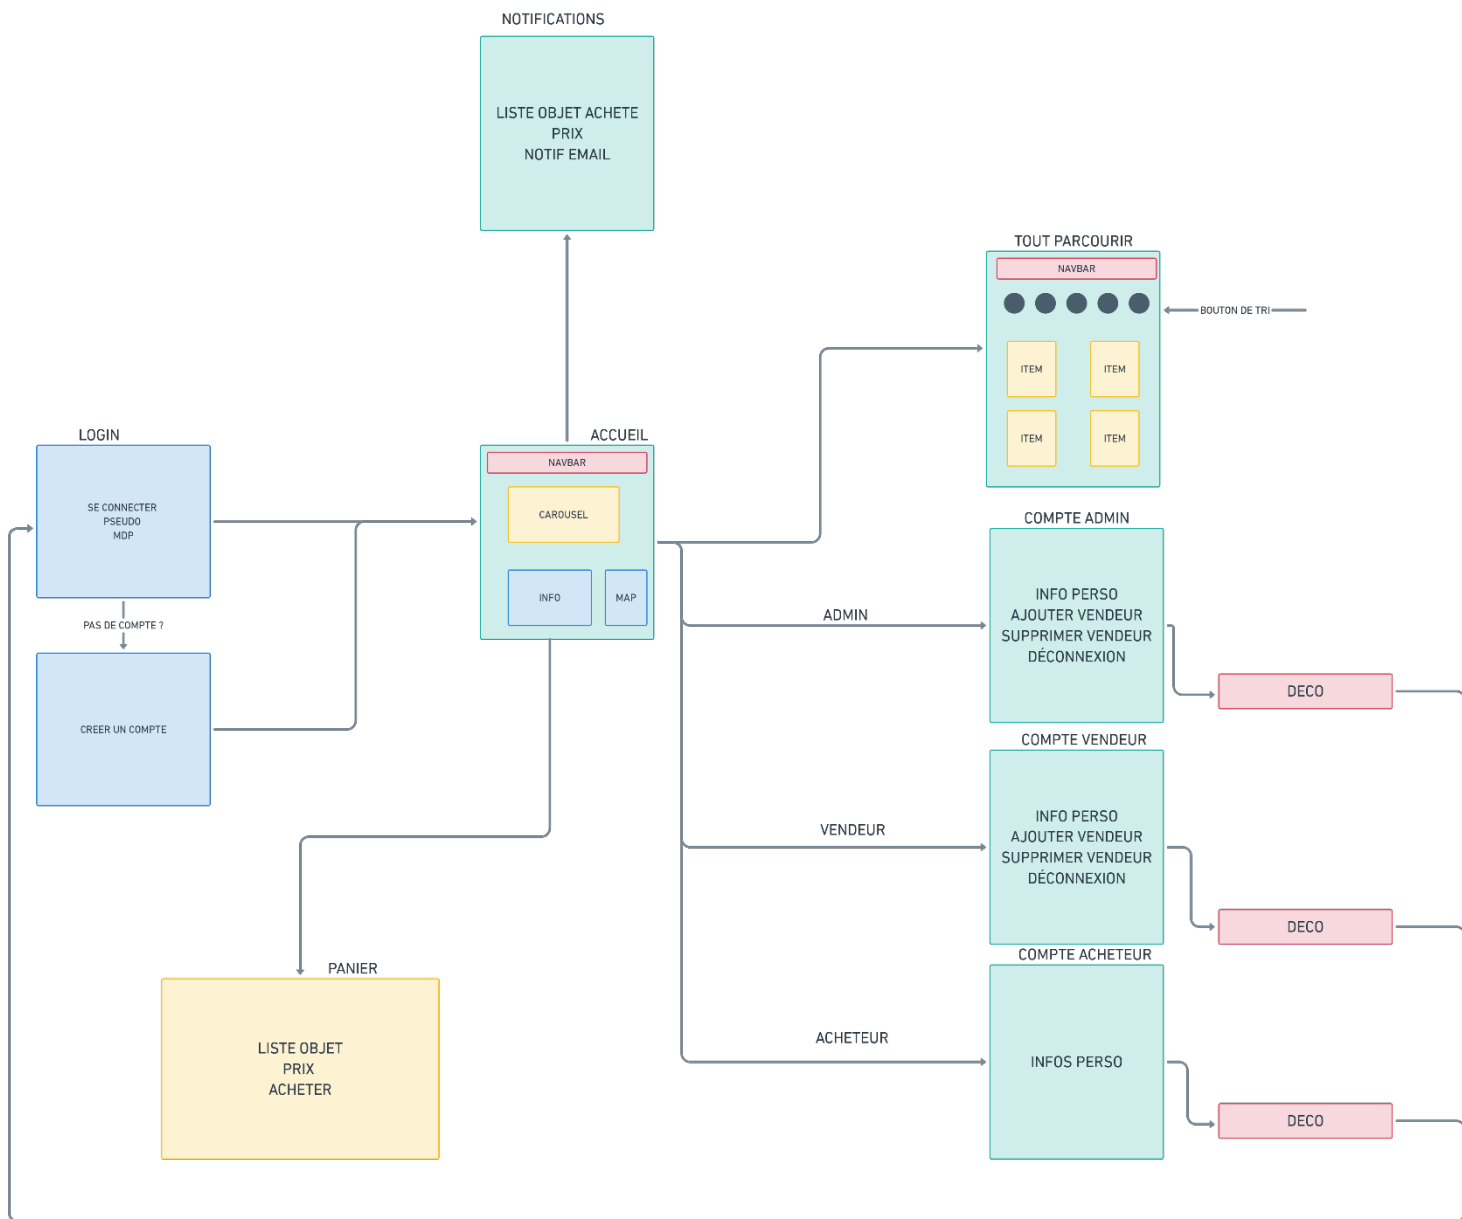 NOTIFICATIONS
LISTE OBJET ACHETE
PRIX
NOTIF EMAIL
TOUT PARCOURIR
NAVBAR
BOUTON DE TRI
ITEM
ITEM
ITEM
ITEM
LOGIN
SE CONNECTER
PSEUDO
MDP
PAS DE COMPTE ?
CREER UN COMPTE
ACCUEIL
NAVBAR
CAROUSEL
INFO
MAP
COMPTE ADMIN
ADMIN
INFO PERSO
AJOUTER VENDEUR
SUPPRIMER VENDEUR
DÉCONNEXION
DECO
COMPTE VENDEUR
VENDEUR
INFO PERSO
AJOUTER VENDEUR
SUPPRIMER VENDEUR
DÉCONNEXION
DECO
COMPTE ACHETEUR
ACHETEUR
INFOS PERSO
DECO
PANIER
LISTE OBJET
PRIX
ACHETER